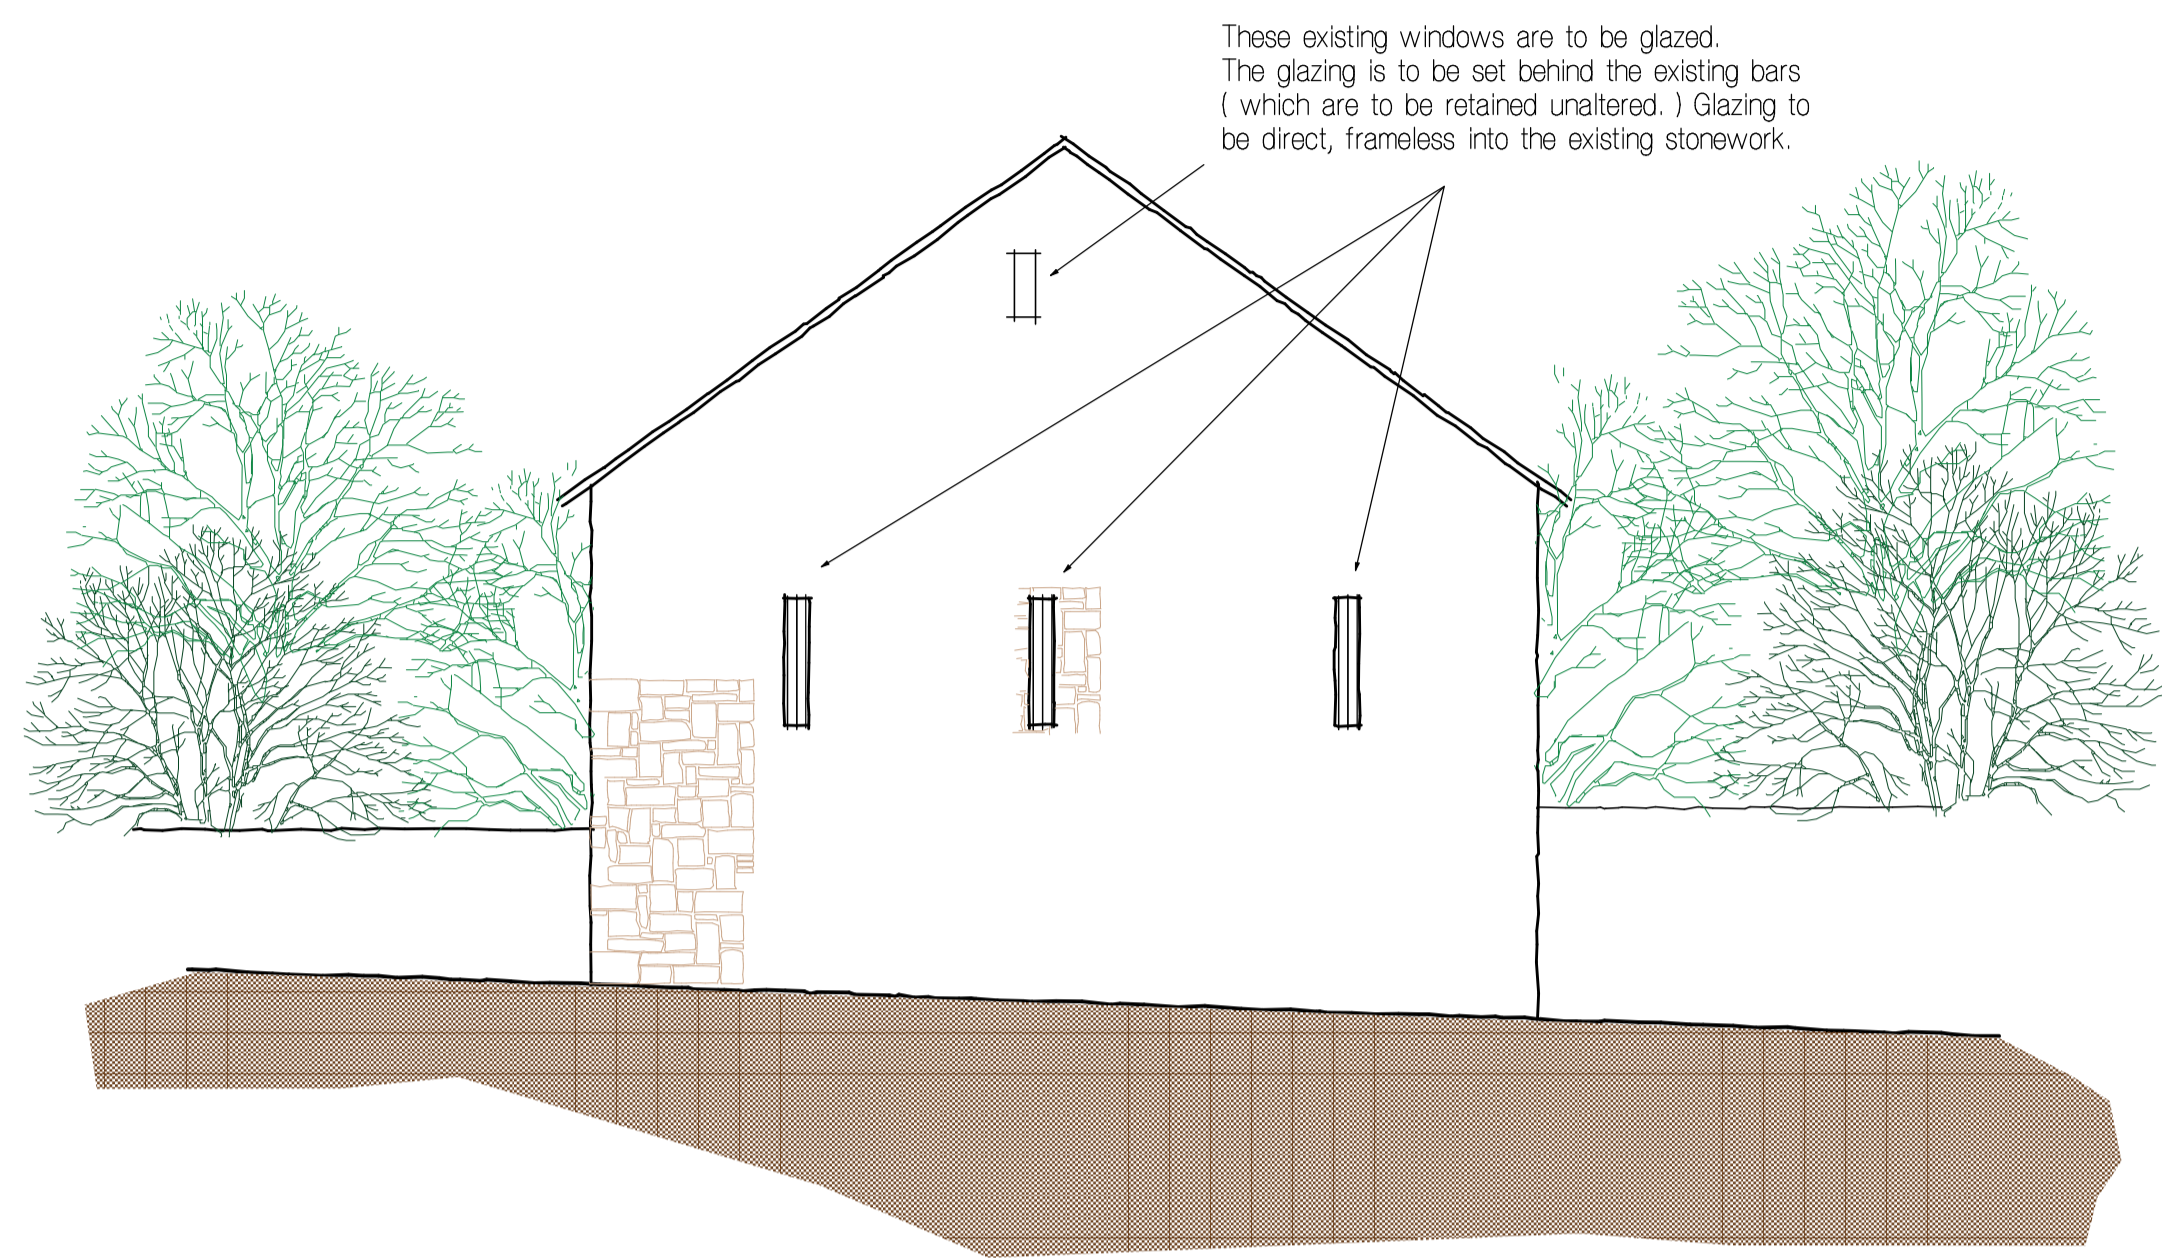 These existing windows are to be glazed.
The glazing is to be set behind the existing bars
( which are to be retained unaltered. ) Glazing to
be direct, frameless into the existing stonework.